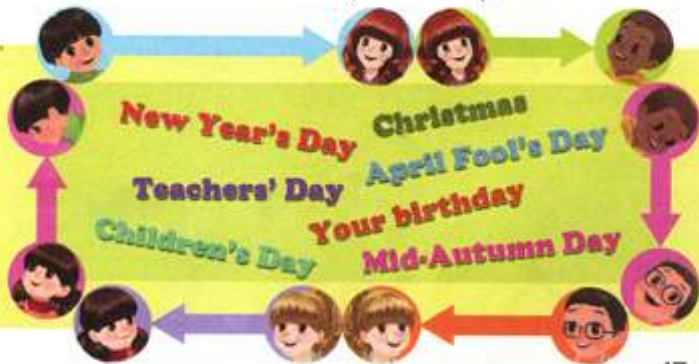 New Year's Day
Christmas
Teachers' Day
April Fool's Day
Children's Day
Your birthday
Mid-Autumn Day